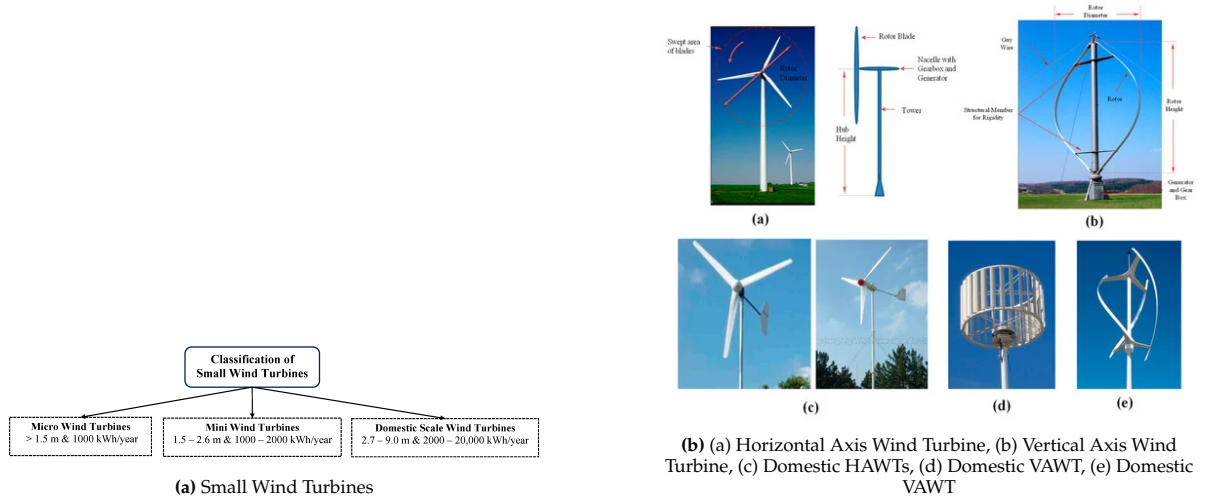 Classification of
Small Wind Turbines
Micro Wind Turbines
> 1.5 m & 1000 kWh/year
Mini Wind Turbines
1.5 – 2.6 m & 1000 – 2000 kWh/year
Domestic Scale Wind Turbines
2.7 – 9.0 m & 2000 – 20,000 kWh/year
(a) Small Wind Turbines
Swept area
of blades
Rotor
Diameter
Rotor Blade
Nacelle with
Gearbox and
Generator
Tower
Hub
Height
(a)
Rotor
Diameter
Guy
Wire
Structural Member
for Rigidity
Rotor
Rotor
Height
Generator
and Gear
Box
(b)
(c)
(d)
(e)
(b) (a) Horizontal Axis Wind Turbine, (b) Vertical Axis Wind
Turbine, (c) Domestic HAWTs, (d) Domestic VAWT, (e) Domestic
VAWT